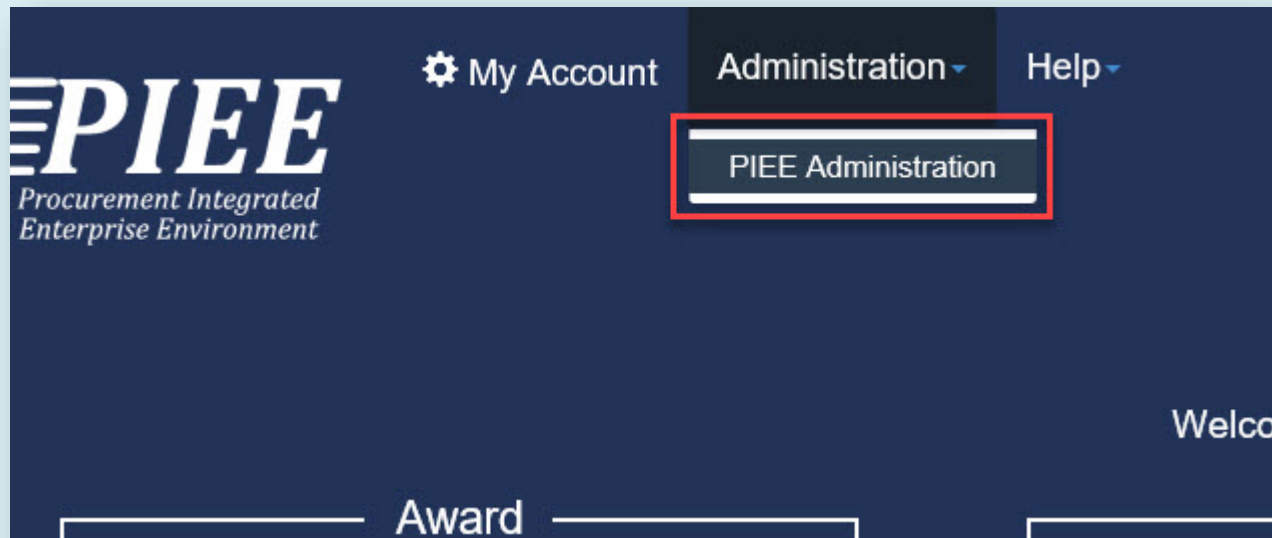 PIEE
Procurement Integrated
Enterprise Environment
My Account
Administration
Help
PIEE Administration
Award